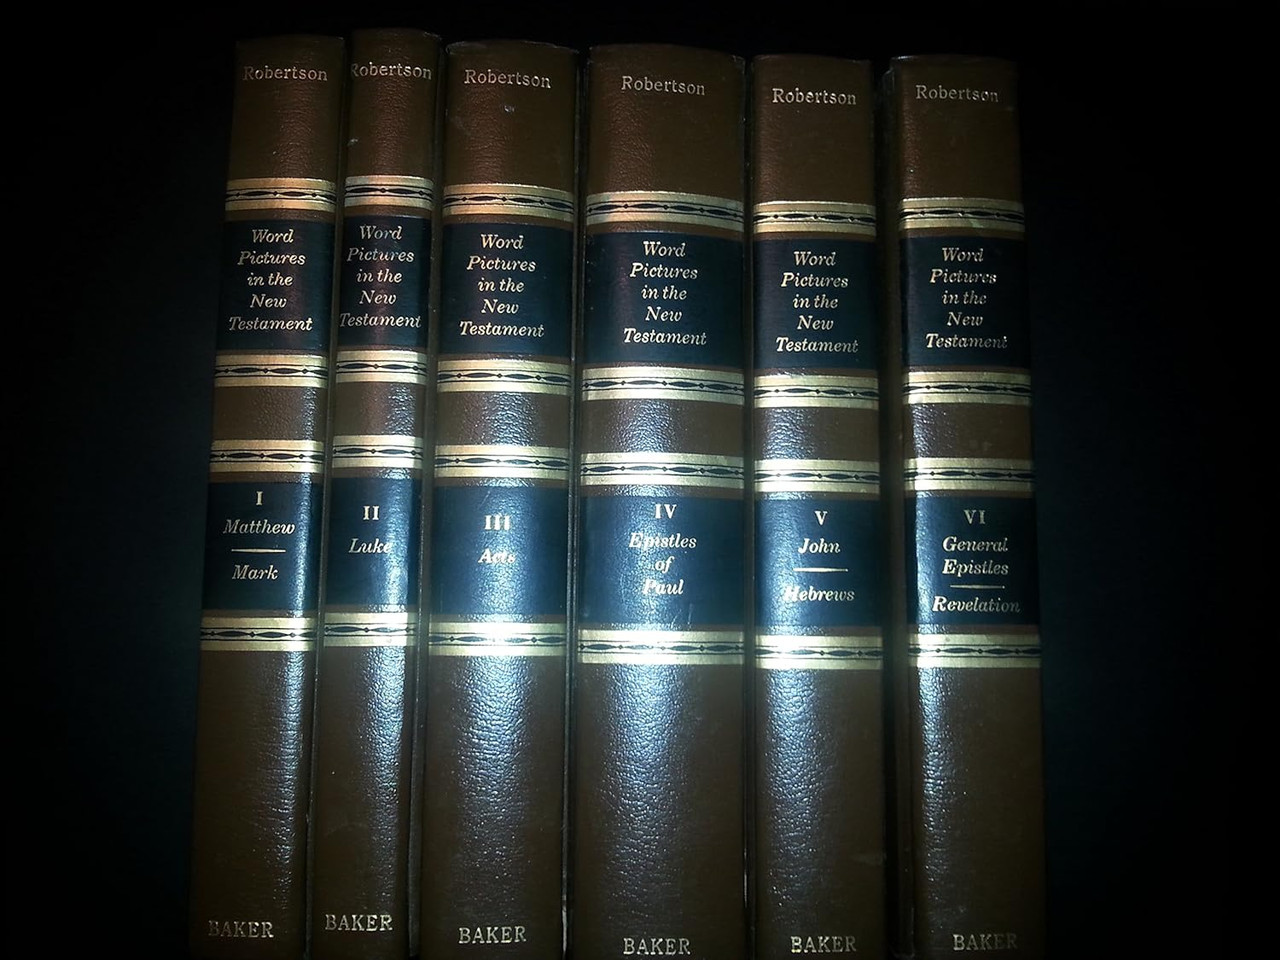 Robertson
Word
Pictures
in the
New
Testament
I
Matthew
Mark
BAKER
Robertson
Word
Pictures
in the
New
Testament
II
Luke
BAKER
Robertson
Word
Pictures
in the
New
Testament
III
Acts
BAKER
Robertson
Word
Pictures
in the
New
Testament
IV
Epistles
of
Paul
BAKER
Robertson
Word
Pictures
in the
New
Testament
V
John
Hebrews
BAKER
Robertson
Word
Pictures
in the
New
Testament
VI
General
Epistles
Revelation
BAKER